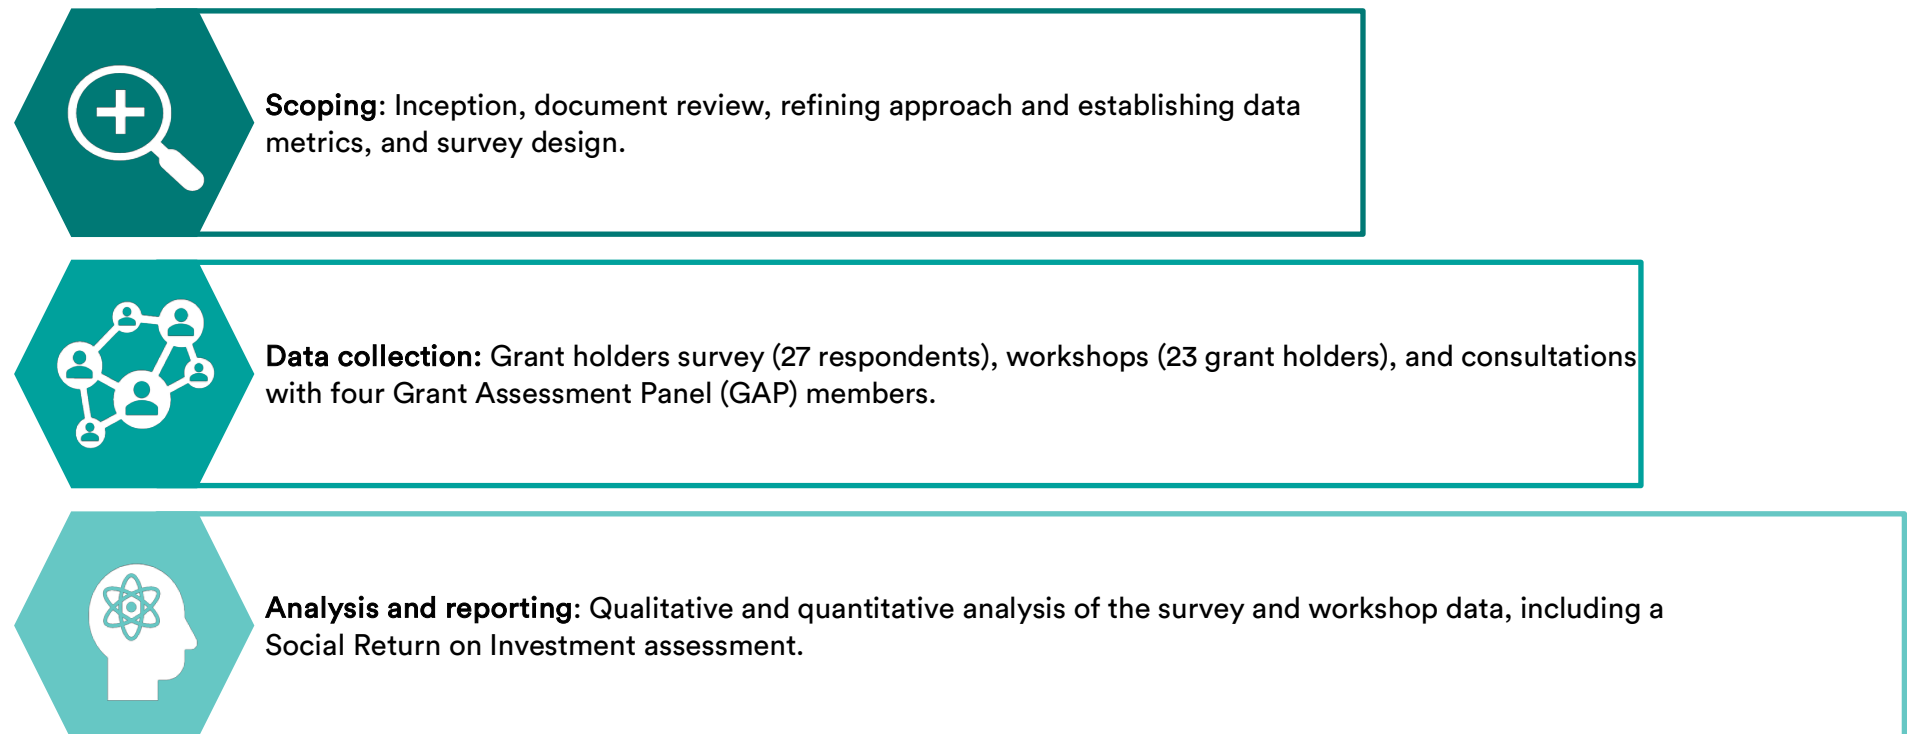 Scoping: Inception, document review, refining approach and establishing data
metrics, and survey design.
Data collection: Grant holders survey (27 respondents), workshops (23 grant holders), and consultations
with four Grant Assessment Panel (GAP) members.
Analysis and reporting: Qualitative and quantitative analysis of the survey and workshop data, including a
Social Return on Investment assessment.